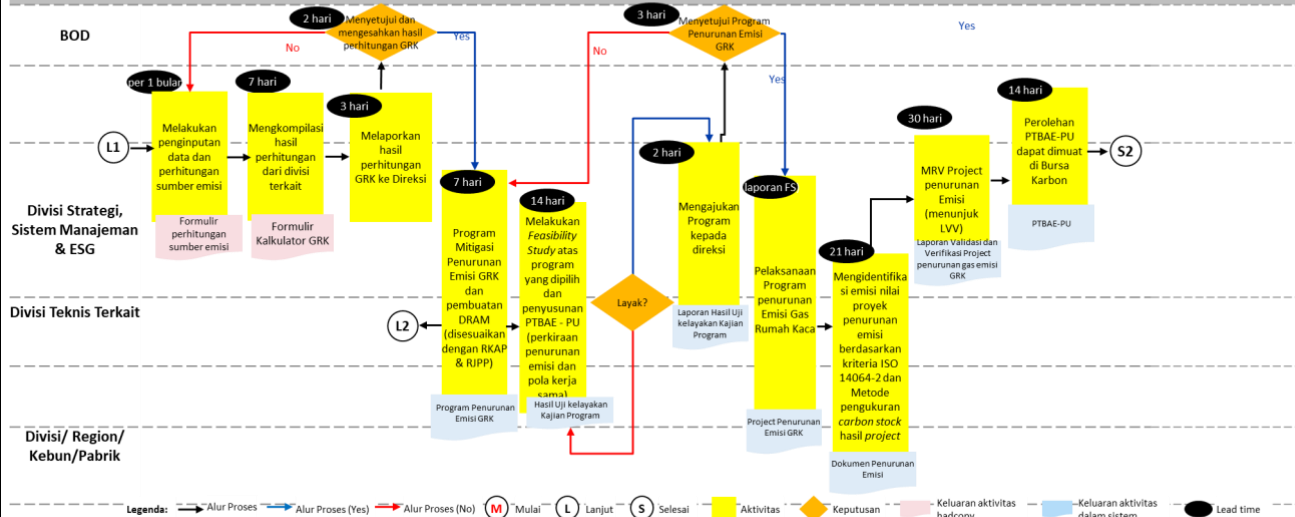 BOD
2 hari
Menyetujui dan
mengesahkan hasil
perhitungan GRK
No
Yes
3 hari
Menyetujui Program
Penurunan Emisi
GRK
No
Yes
Yes
Divisi Strategi,
Sistem Manajeman
& ESG
L1
per 1 bulan
Melakukan
penginputan
data dan
perhitungan
sumber emisi
Formulir
perhitungan
sumber emisi
7 hari
Mengkompilasi
hasil
perhitungan
dari divisi
terkait
Formulir
Kalkulator GRK
3 hari
Melaporkan
hasil
perhitungan
GRK ke Direksi
Divisi Teknis Terkait
L2
7 hari
Program
Mitigasi
Penurunan
Emisi GRK
dan
pembuatan
DRAM
(disesuaikan
dengan RKAP
& RJPP)
Program Penurunan
Emisi GRK
14 hari
Melakukan
Feasibility
Study atas
program
yang dipilih
dan
penyusunan
PTBAE - PU
(perkiraan
penurunan
emisi dan
pola kerja
sama)
Hasil Uji kelayakan
Kajian Program
Layak?
2 hari
Mengajukan
Program
kepada
direksi
Laporan Hasil Uji
kelayakan Kajian
Program
laporan FS
Pelaksanaan
Program
penurunan
Emisi Gas
Rumah Kaca
Project Penurunan
Emisi GRK
21 hari
Mengidentifika
si emisi nilai
proyek
penurunan
emisi
berdasarkan
kriteria ISO
14064-2 dan
Metode
pengukuran
carbon stock
hasil project
Dokumen Penurunan
Emisi
30 hari
MRV Project
penurunan
Emisi
(menunjuk
LVV)
Laporan Validasi dan
Verifikasi Project
penurunan gas emisi
GRK
14 hari
Perolehan
PTBAE-PU
dapat dimuat
di Bursa
Karbon
PTBAE-PU
S2
Divisi/ Region/
Kebun/Pabrik
Legenda:
Alur Proses
Alur Proses (Yes)
Alur Proses (No)
M
Mulai
L
Lanjut
S
Selesai
Aktivitas
Keputusan
Keluaran aktivitas
hadcopy
Keluaran aktivitas
dalam sistem
Lead time